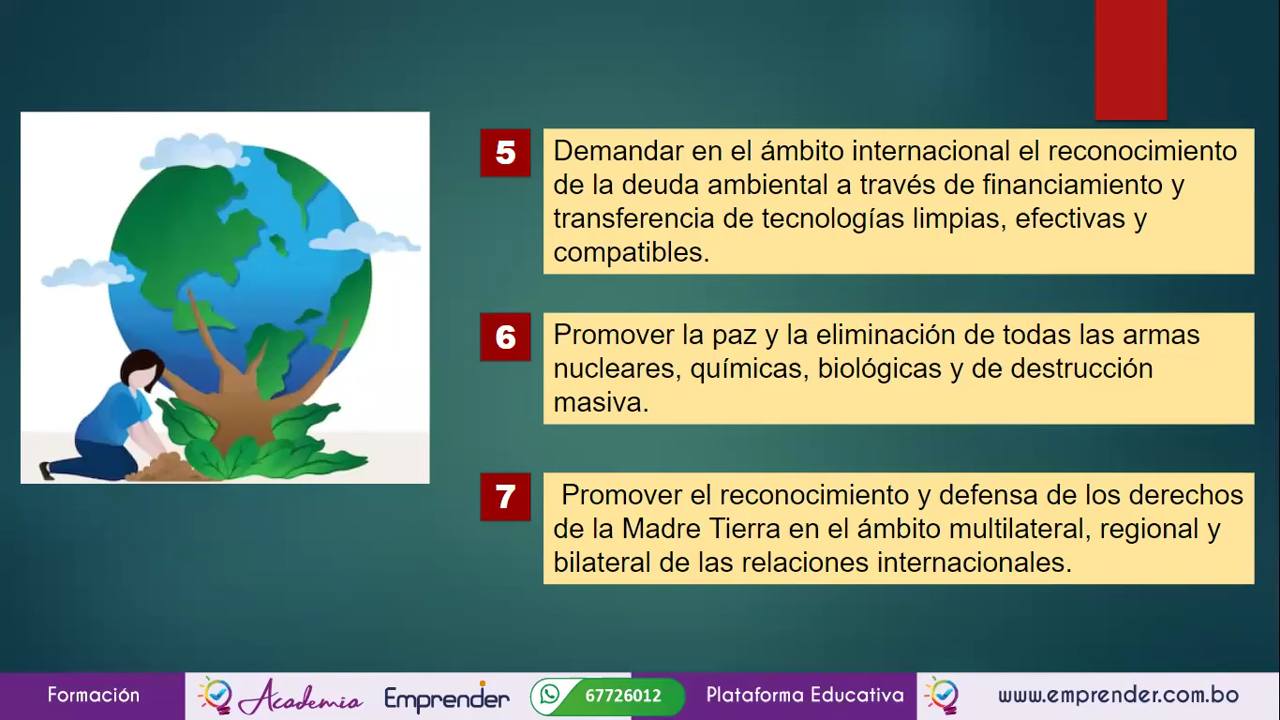 5
Demandar en el ámbito internacional el reconocimiento
de la deuda ambiental a través de financiamiento y
transferencia de tecnologías limpias, efectivas y
compatibles.
6
Promover la paz y la eliminación de todas las armas
nucleares, químicas, biológicas y de destrucción
masiva.
7
Promover el reconocimiento y defensa de los derechos
de la Madre Tierra en el ámbito multilateral, regional y
bilateral de las relaciones internacionales.
Formación
Academia Emprender
67726012
Plataforma Educativa
www.emprender.com.bo